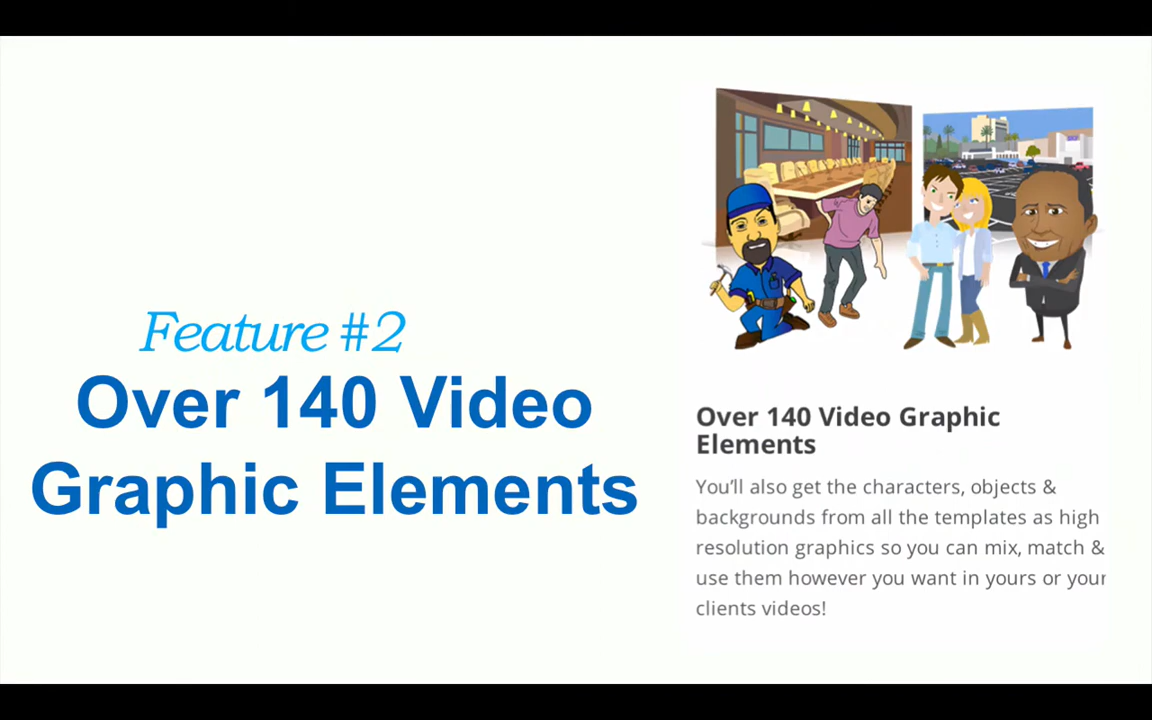 Feature #2
Over 140 Video
Graphic Elements
Over 140 Video Graphic
Elements
You'll also get the characters, objects &
backgrounds from all the templates as high
resolution graphics so you can mix, match &
use them however you want in yours or your
clients videos!